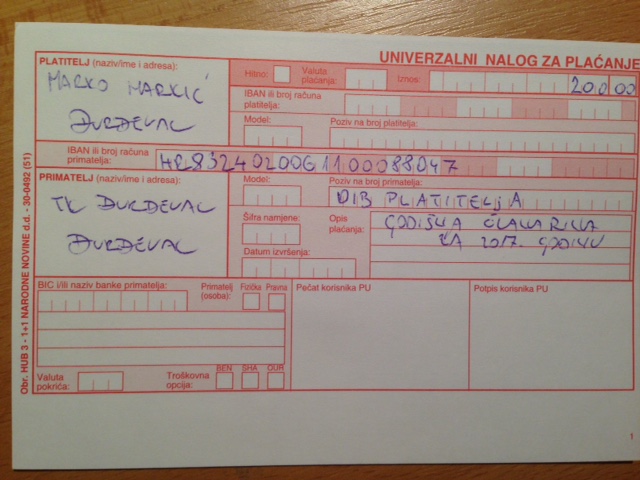 UNIVERZALNI NALOG ZA PLAĆANJE
PLATITELJ (naziv/ime i adresa):
MARKO MARKIĆ
ĐURĐEVAC
Hitno:
Valuta plaćanja:
Iznos:
200 00
IBAN ili broj računa platitelja:
Model:
Poziv na broj platitelja:
IBAN ili broj računa primatelja:
HR8324020061100088047
PRIMATELJ (naziv/ime i adresa):
TK ĐURĐEVAC
ĐURĐEVAC
Model:
Poziv na broj primatelja:
OIB PLATITELJA
Šifra namjene:
Opis plaćanja:
GODIŠNJA ČLANARINA
ZA 2017. GODINU
Datum izvršenja:
BIC i/ili naziv banke primatelja:
Primatelj (osoba):
Fizička
Pravna
Pečat korisnika PU
Potpis korisnika PU
Valuta pokrića:
Troškovna opcija:
BEN
SHA
OUR
Obr. HUB 3 - 1+1 NARODNE NOVINE d.d. - 30-0492 (51)
1